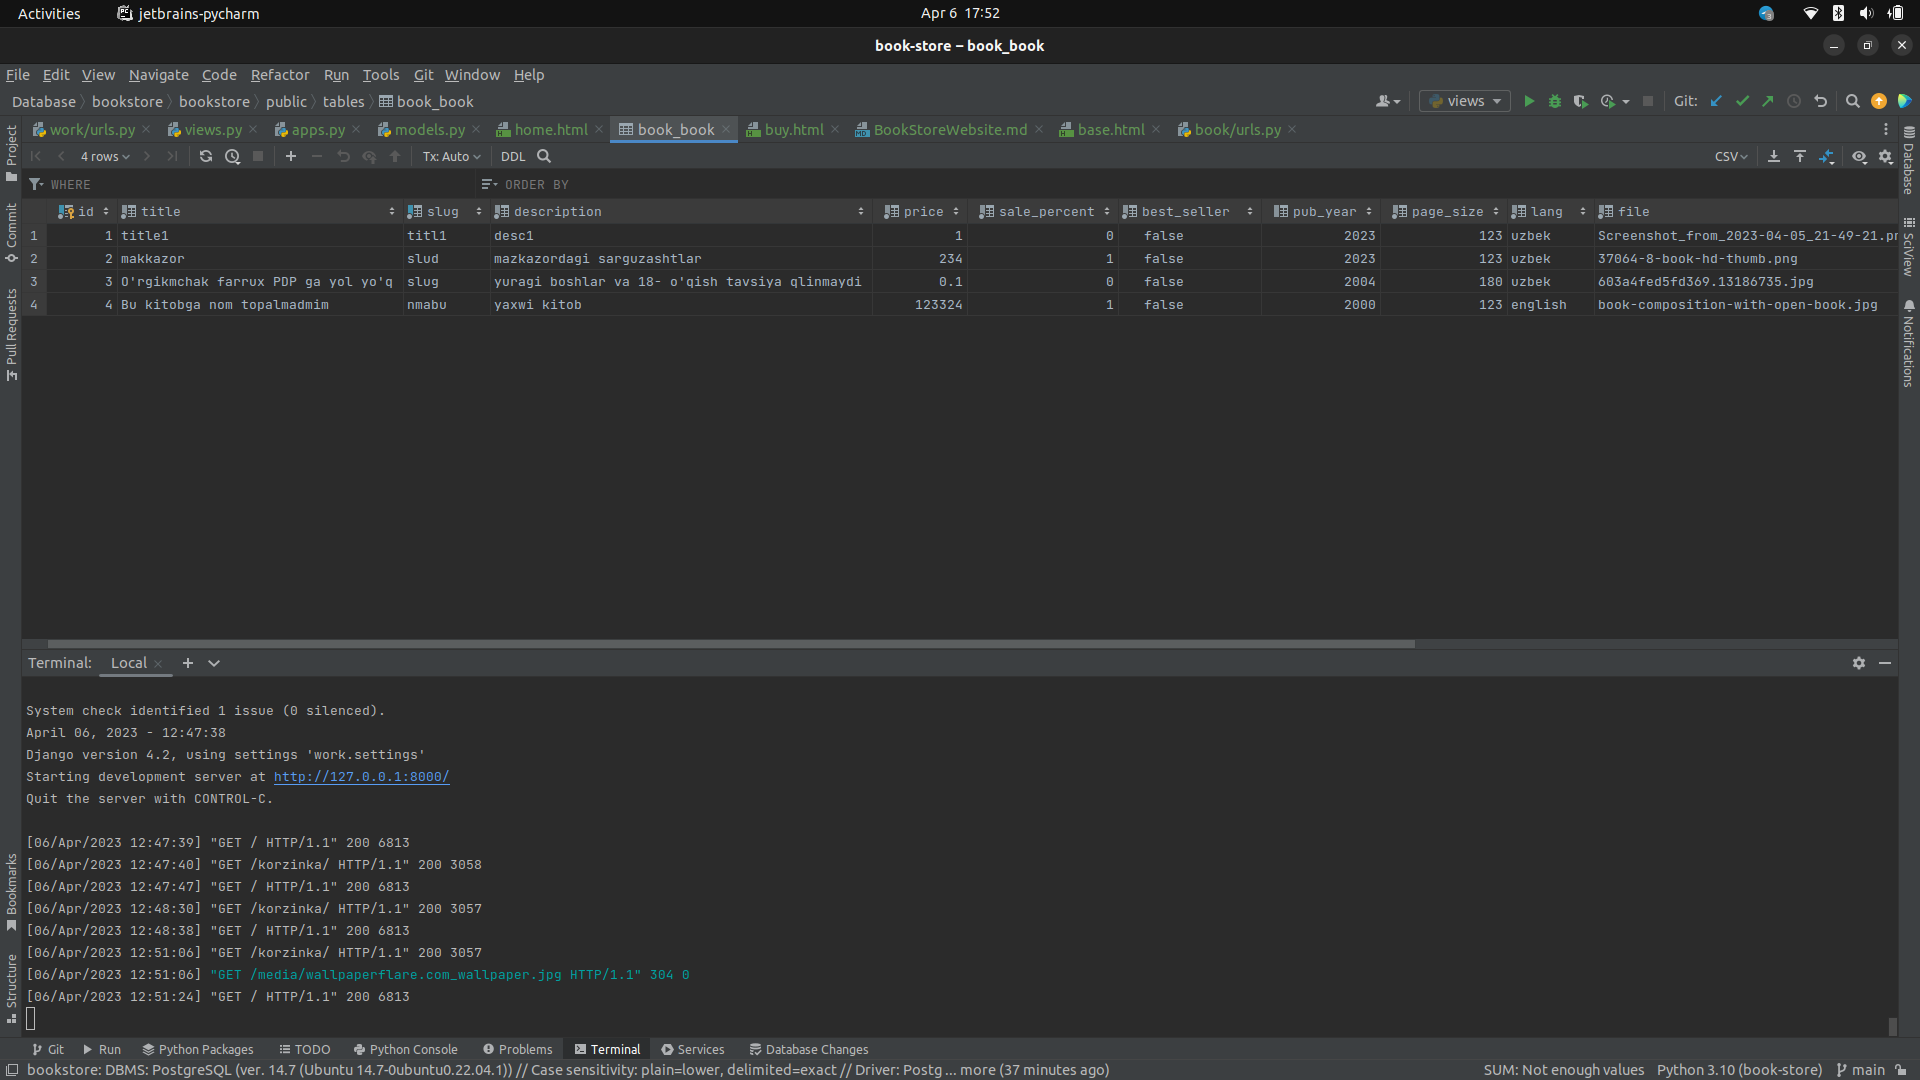 Activities jetbrains-pycharm Apr 6 17:52
book-store – book_book
File Edit View Navigate Code Refactor Run Tools Git Window Help
Database bookstore bookstore public tables book_book views Git:
work/urls.py views.py apps.py models.py home.html book_book buy.html BookStoreWebsite.md base.html book/urls.py
4 rows Tx: Auto DDL CSV
WHERE ORDER BY
id title slug description price sale_percent best_seller pub_year page_size lang file
1 1 title1 titl1 desc1 1 0 false 2023 123 uzbek Screenshot_from_2023-04-05_21-49-21.pn
2 2 makkazor slud mazkazordagi sarguzashtlar 234 1 false 2023 123 uzbek 37064-8-book-hd-thumb.png
3 3 O'rgikmchak farrux PDP ga yol yo'q slug yuragi boshlar va 18- o'qish tavsiya qlinmaydi 0.1 0 false 2004 180 uzbek 603a4fed5fd369.13186735.jpg
4 4 Bu kitobga nom topalmadmim nmabu yaxwi kitob 123324 1 false 2000 123 english book-composition-with-open-book.jpg
Project
Commit
Pull Requests
Bookmarks
Structure
Database
SciView
Notifications
Terminal: Local
System check identified 1 issue (0 silenced).
April 06, 2023 - 12:47:38
Django version 4.2, using settings 'work.settings'
Starting development server at http://127.0.0.1:8000/
Quit the server with CONTROL-C.
[06/Apr/2023 12:47:39] "GET / HTTP/1.1" 200 6813
[06/Apr/2023 12:47:40] "GET /korzinka/ HTTP/1.1" 200 3058
[06/Apr/2023 12:47:47] "GET / HTTP/1.1" 200 6813
[06/Apr/2023 12:48:30] "GET /korzinka/ HTTP/1.1" 200 3057
[06/Apr/2023 12:48:38] "GET / HTTP/1.1" 200 6813
[06/Apr/2023 12:51:06] "GET /korzinka/ HTTP/1.1" 200 3057
[06/Apr/2023 12:51:06] "GET /media/wallpaperflare.com_wallpaper.jpg HTTP/1.1" 304 0
[06/Apr/2023 12:51:24] "GET / HTTP/1.1" 200 6813
Git Run Python Packages TODO Python Console Problems Terminal Services Database Changes
bookstore: DBMS: PostgreSQL (ver. 14.7 (Ubuntu 14.7-0ubuntu0.22.04.1)) // Case sensitivity: plain=lower, delimited=exact // Driver: Postg ... more (37 minutes ago) SUM: Not enough values Python 3.10 (book-store) main